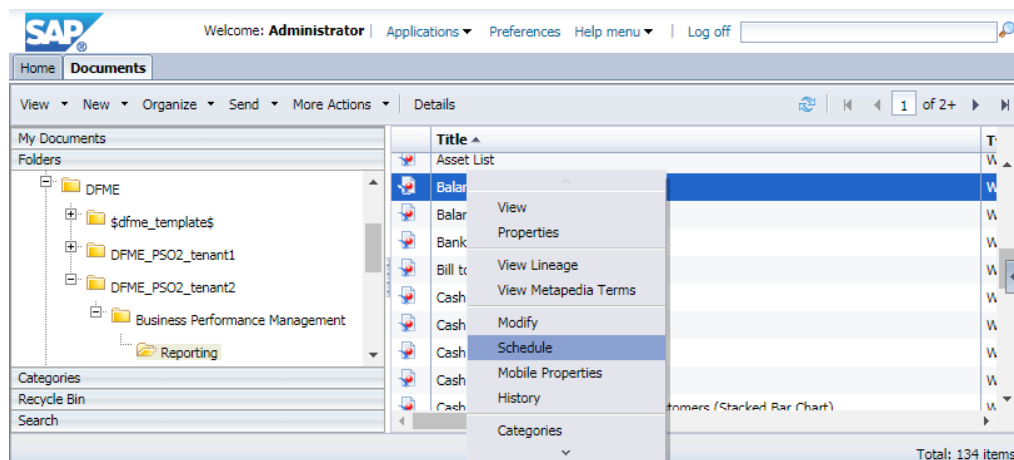 SAP ®
Welcome: Administrator | Applications Preferences Help menu | Log off
Home Documents
View New Organize Send More Actions Details 1 of 2+
My Documents
Folders
DFME
$dfme_template$
DFME_PSO2_tenant1
DFME_PSO2_tenant2
Business Performance Management
Reporting
Categories
Recycle Bin
Search
Title
Asset List
Balar
Balar
Bank
Bill to
Cash
Cash
Cash
Cash
Cash
tomers (Stacked Bar Chart)
View
Properties
View Lineage
View Metapedia Terms
Modify
Schedule
Mobile Properties
History
Categories
Total: 134 items